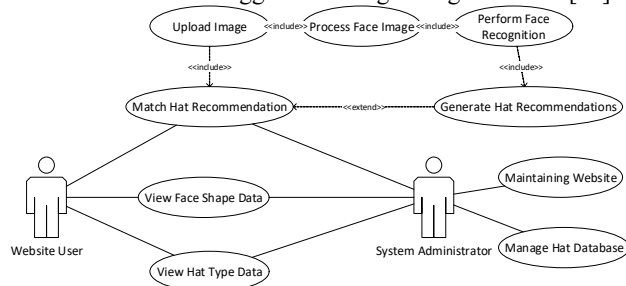 Upload Image
<<include>>
Process Face Image
<<include>>
Perform Face
Recognition
<<include>>
<<include>>
Match Hat Recommendation
<<extend>>
Generate Hat Recommendations
View Face Shape Data
Maintaining Website
Website User
System Administrator
Manage Hat Database
View Hat Type Data